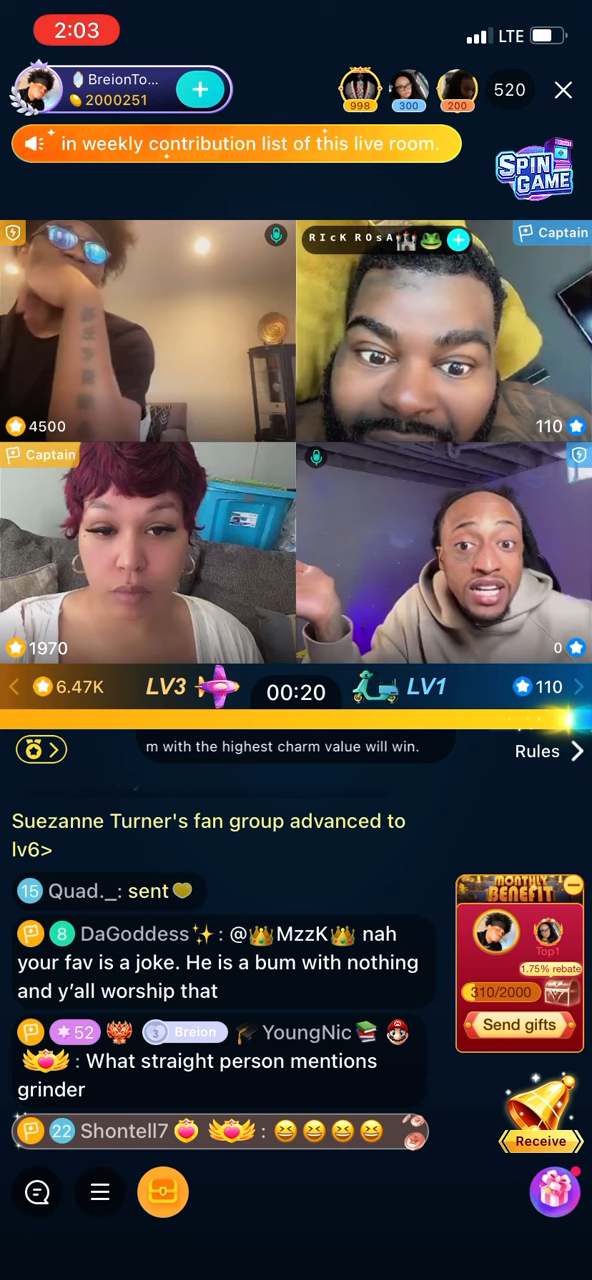 2:03
LTE
BreionTo...
2000251
998
300
200
520
in weekly contribution list of this live room.
SPIN
GAME
RIcK ROsA
Captain
4500
110
Captain
1970
0
6.47K
LV3
00:20
LV1
110
m with the highest charm value will win.
Rules
Suezanne Turner's fan group advanced to
lv6>
15 Quad._: sent
MONTHLY
BENEFIT
8 DaGoddess✨: @👑MzzK👑 nah
your fav is a joke. He is a bum with nothing
and y’all worship that
Top1
1.75% rebate
310/2000
Send gifts
52 3 Breion 🎓YoungNic📚
: What straight person mentions
grinder
22 Shontell7 : 😆 😆 😆 😆
Receive